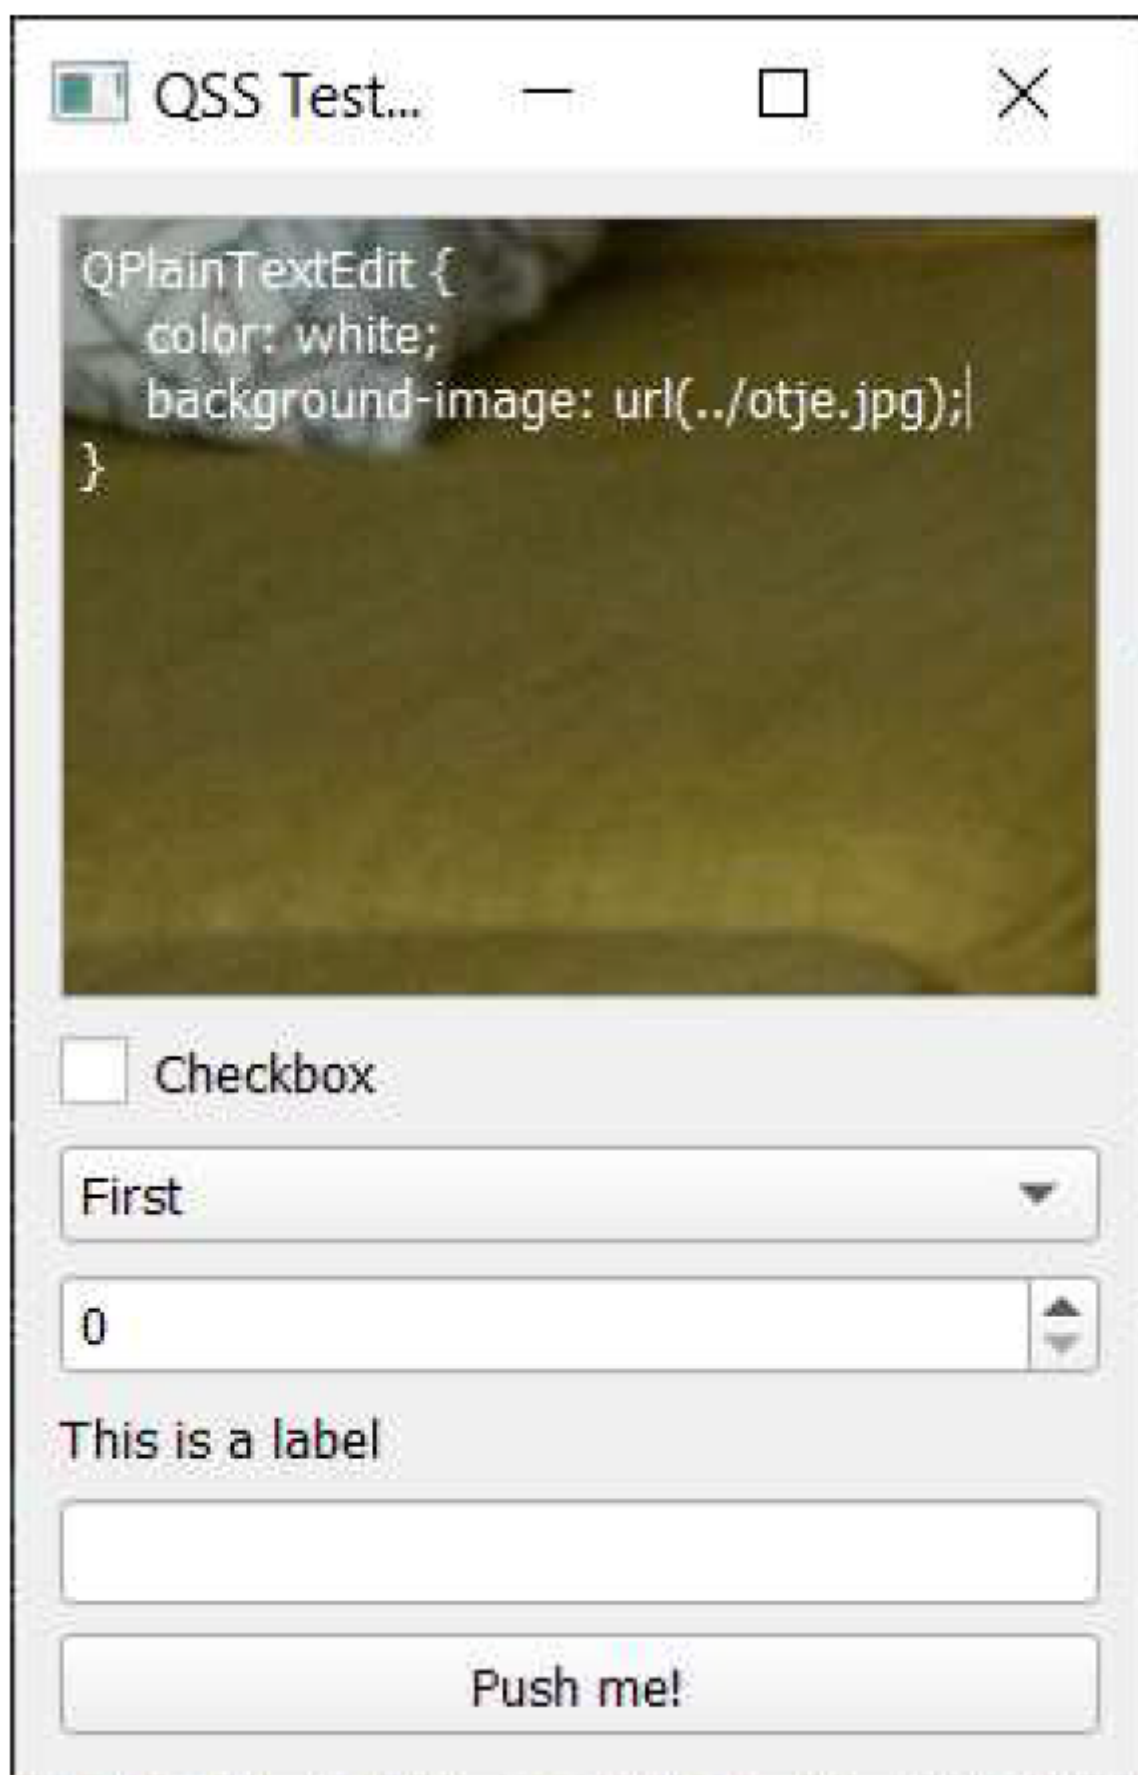 QSS Test...
QPlainTextEdit {
    color: white;
    background-image: url(../otje.jpg);
}
Checkbox
First
0
This is a label
Push me!